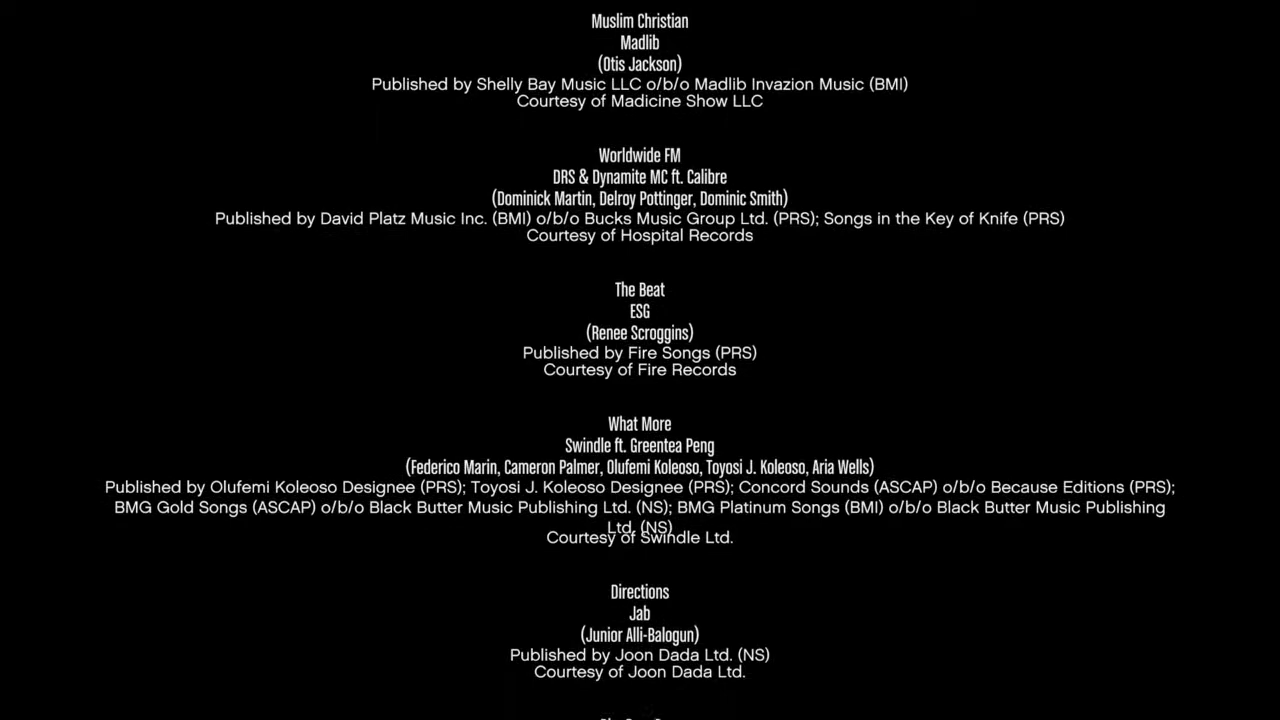 Muslim Christian
Madlib
(Otis Jackson)
Published by Shelly Bay Music LLC o/b/o Madlib Invazion Music (BMI)
Courtesy of Madicine Show LLC
Worldwide FM
DRS & Dynamite MC ft. Calibre
(Dominick Martin, Delroy Pottinger, Dominic Smith)
Published by David Platz Music Inc. (BMI) o/b/o Bucks Music Group Ltd. (PRS); Songs in the Key of Knife (PRS)
Courtesy of Hospital Records
The Beat
ESG
(Renee Scroggins)
Published by Fire Songs (PRS)
Courtesy of Fire Records
What More
Swindle ft. Greentea Peng
(Federico Marin, Cameron Palmer, Olufemi Koleoso, Toyosi J. Koleoso, Aria Wells)
Published by Olufemi Koleoso Designee (PRS); Toyosi J. Koleoso Designee (PRS); Concord Sounds (ASCAP) o/b/o Because Editions (PRS);
BMG Gold Songs (ASCAP) o/b/o Black Butter Music Publishing Ltd. (NS); BMG Platinum Songs (BMI) o/b/o Black Butter Music Publishing
Ltd. (NS)
Courtesy of Swindle Ltd.
Directions
Jab
(Junior Alli-Balogun)
Published by Joon Dada Ltd. (NS)
Courtesy of Joon Dada Ltd.